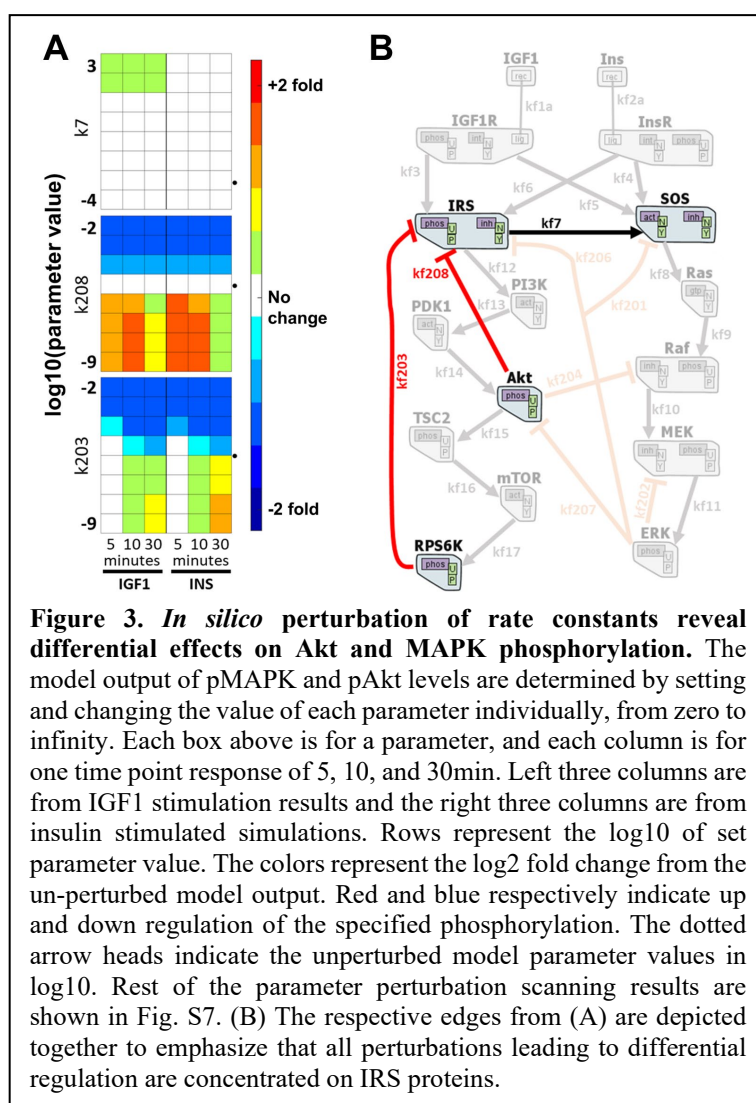 A
3
k7
-4
-2
k208
-9
-2
k203
-9
log10(parameter value)
5 10 30 5 10 30
minutes minutes
IGF1 INS
+2 fold
No
change
-2 fold
B
IGF1
rec
Ins
rec
kf1a
kf2a
IGF1R
phos
U
P
int
N
Y
lig
InsR
lig
int
N
Y
phos
U
P
kf3
kf6
kf5
kf4
IRS
phos
U
P
inh
N
Y
kf7
SOS
act
N
Y
inh
N
Y
kf208
kf12
kf206
kf201
kf8
Ras
gtp
N
Y
kf13
PI3K
act
N
Y
PDK1
act
N
Y
kf9
kf203
kf14
Akt
phos
U
P
kf204
Raf
inh
N
Y
phos
U
P
TSC2
phos
U
P
kf15
kf10
MEK
inh
N
Y
phos
U
P
kf16
mTOR
act
N
Y
kf207
kf202
kf11
RPS6K
phos
U
P
kf17
ERK
phos
U
P
Figure 3. In silico perturbation of rate constants reveal
differential effects on Akt and MAPK phosphorylation. The
model output of pMAPK and pAkt levels are determined by setting
and changing the value of each parameter individually, from zero to
infinity. Each box above is for a parameter, and each column is for
one time point response of 5, 10, and 30min. Left three columns are
from IGF1 stimulation results and the right three columns are from
insulin stimulated simulations. Rows represent the log10 of set
parameter value. The colors represent the log2 fold change from the
un-perturbed model output. Red and blue respectively indicate up
and down regulation of the specified phosphorylation. The dotted
arrow heads indicate the unperturbed model parameter values in
log10. Rest of the parameter perturbation scanning results are
shown in Fig. S7. (B) The respective edges from (A) are depicted
together to emphasize that all perturbations leading to differential
regulation are concentrated on IRS proteins.